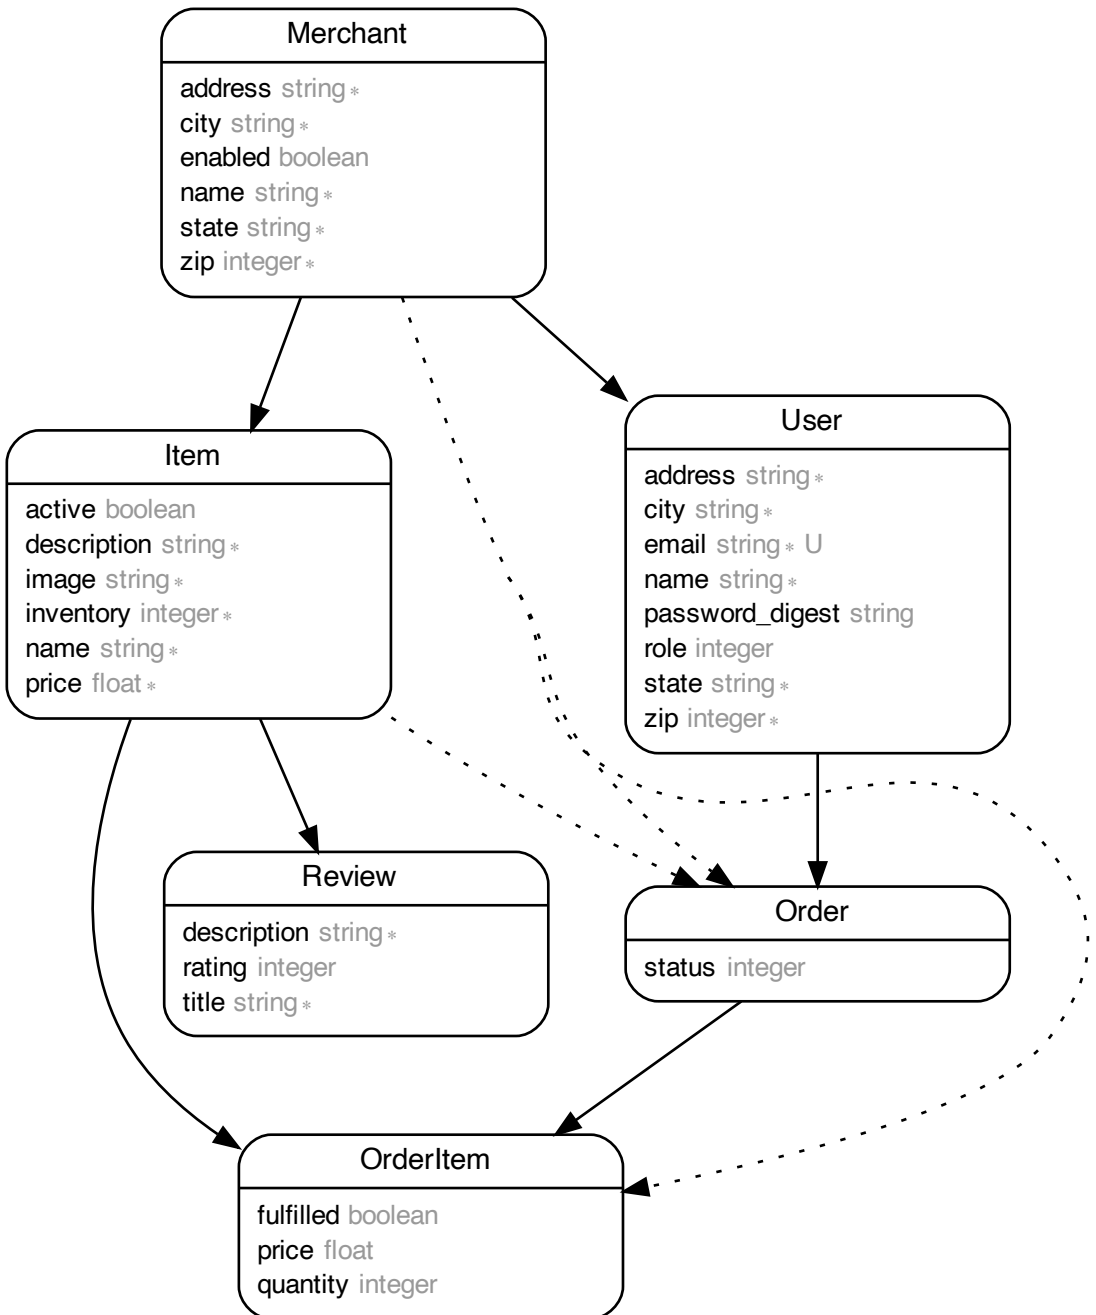 Merchant
address string *
city string *
enabled boolean
name string *
state string *
zip integer *
User
address string *
city string *
email string * U
name string *
password_digest string
role integer
state string *
zip integer *
Item
active boolean
description string *
image string *
inventory integer *
name string *
price float *
Review
description string *
rating integer
title string *
Order
status integer
OrderItem
fulfilled boolean
price float
quantity integer